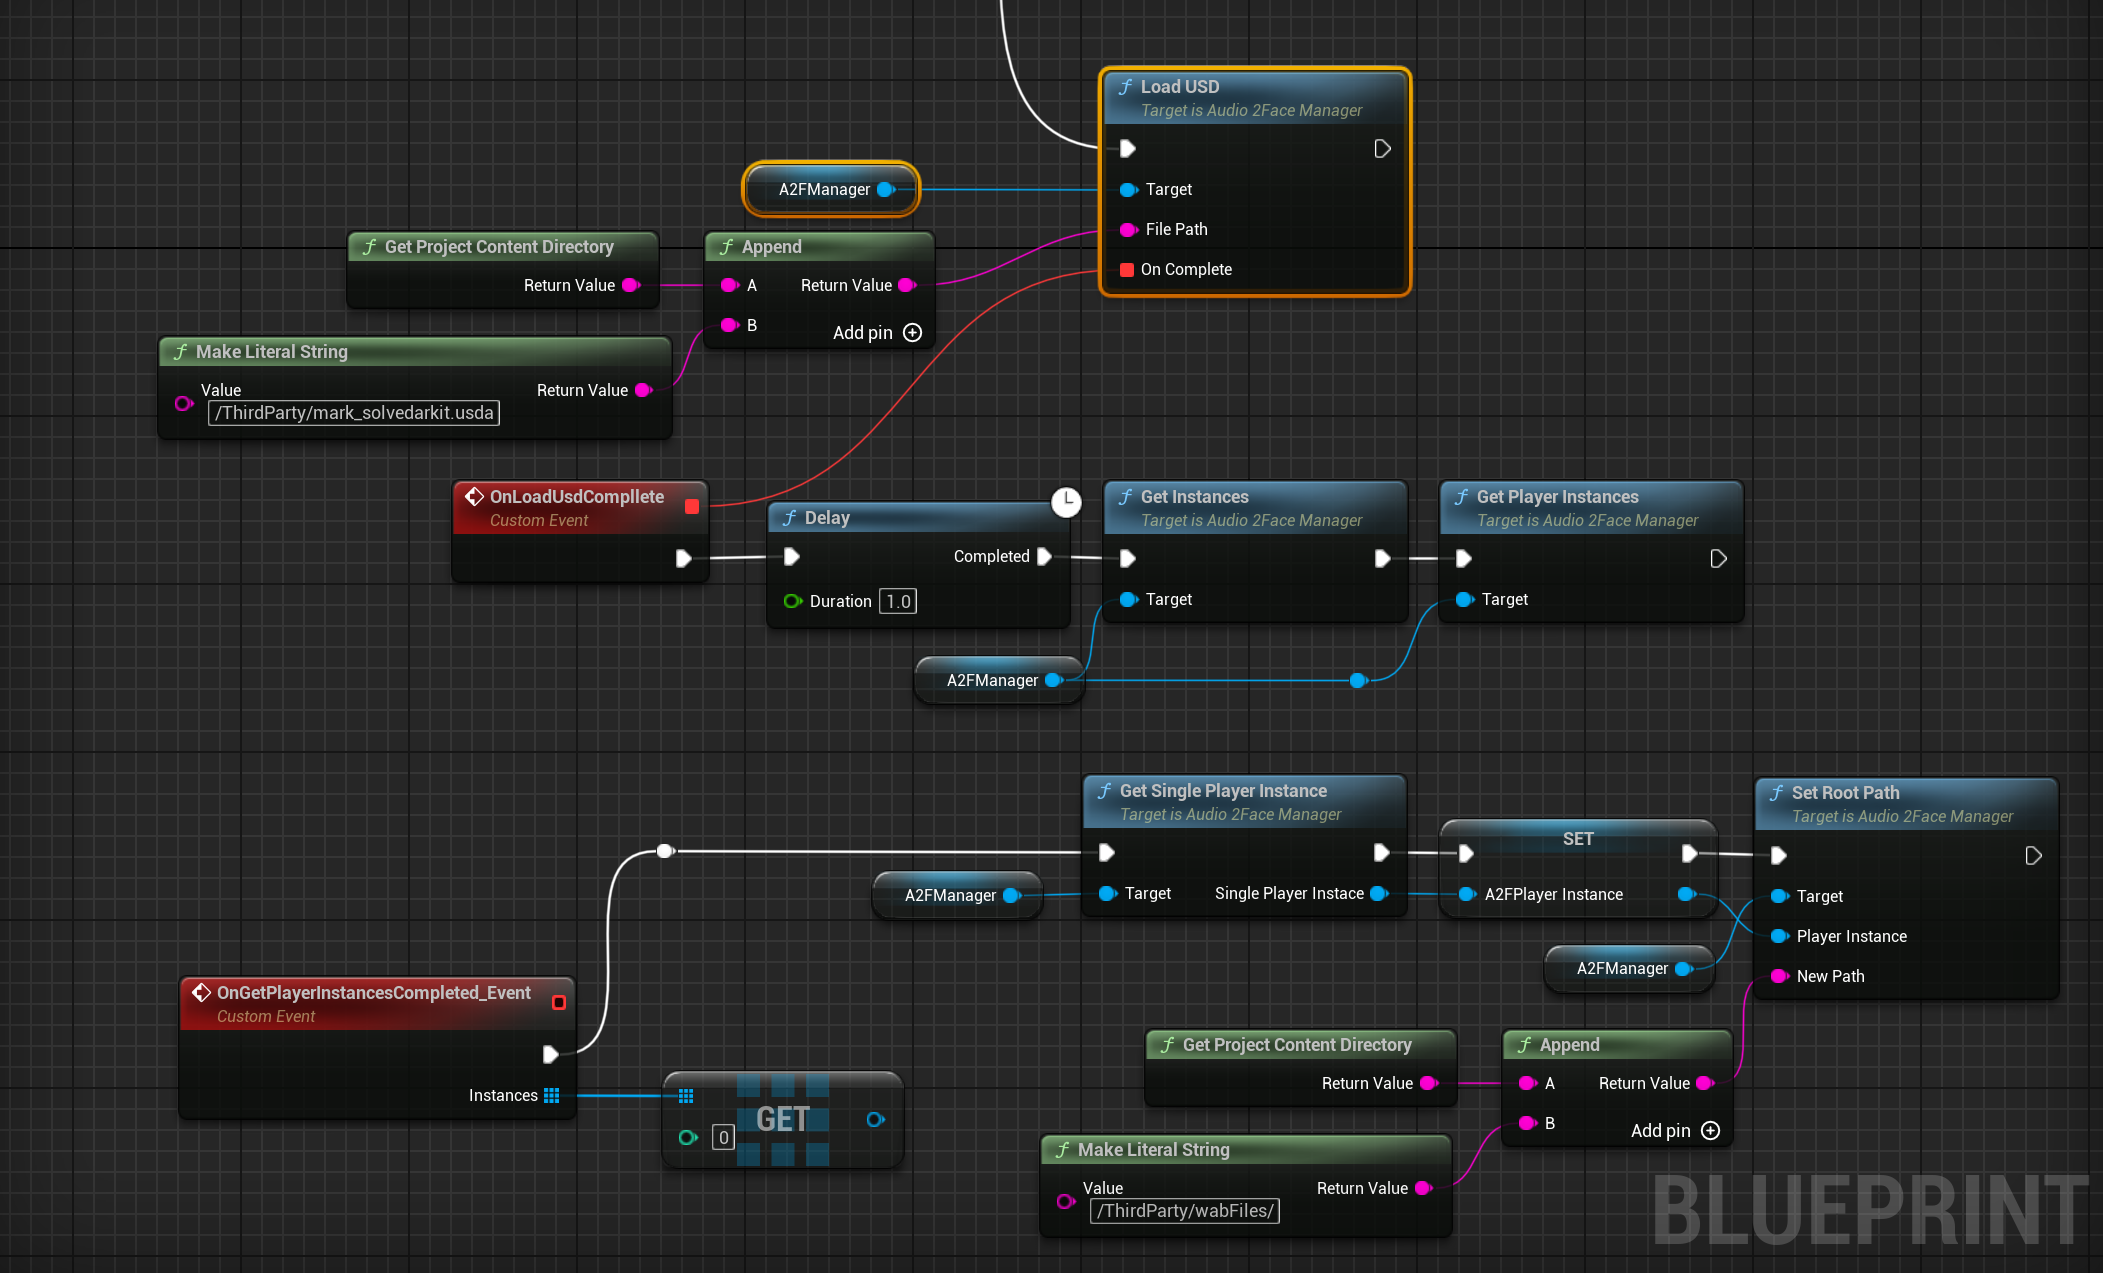 Load USD
Target is Audio 2Face Manager
A2FManager
Target
File Path
On Complete
Get Project Content Directory
Return Value
Append
A
Return Value
B
Add pin
Make Literal String
Value
Return Value
/ThirdParty/mark_solvedarkit.usda
OnLoadUsdCompllete
Custom Event
Delay
Completed
Duration 1.0
Get Instances
Target is Audio 2Face Manager
Target
Get Player Instances
Target is Audio 2Face Manager
Target
A2FManager
Get Single Player Instance
Target is Audio 2Face Manager
Target
Single Player Instace
A2FManager
SET
A2FPlayer Instance
Set Root Path
Target is Audio 2Face Manager
Target
Player Instance
New Path
A2FManager
OnGetPlayerInstancesCompleted_Event
Custom Event
Instances
GET
0
Get Project Content Directory
Return Value
Append
A
Return Value
B
Add pin
Make Literal String
Value
Return Value
/ThirdParty/wabFiles/
BLUEPRINT